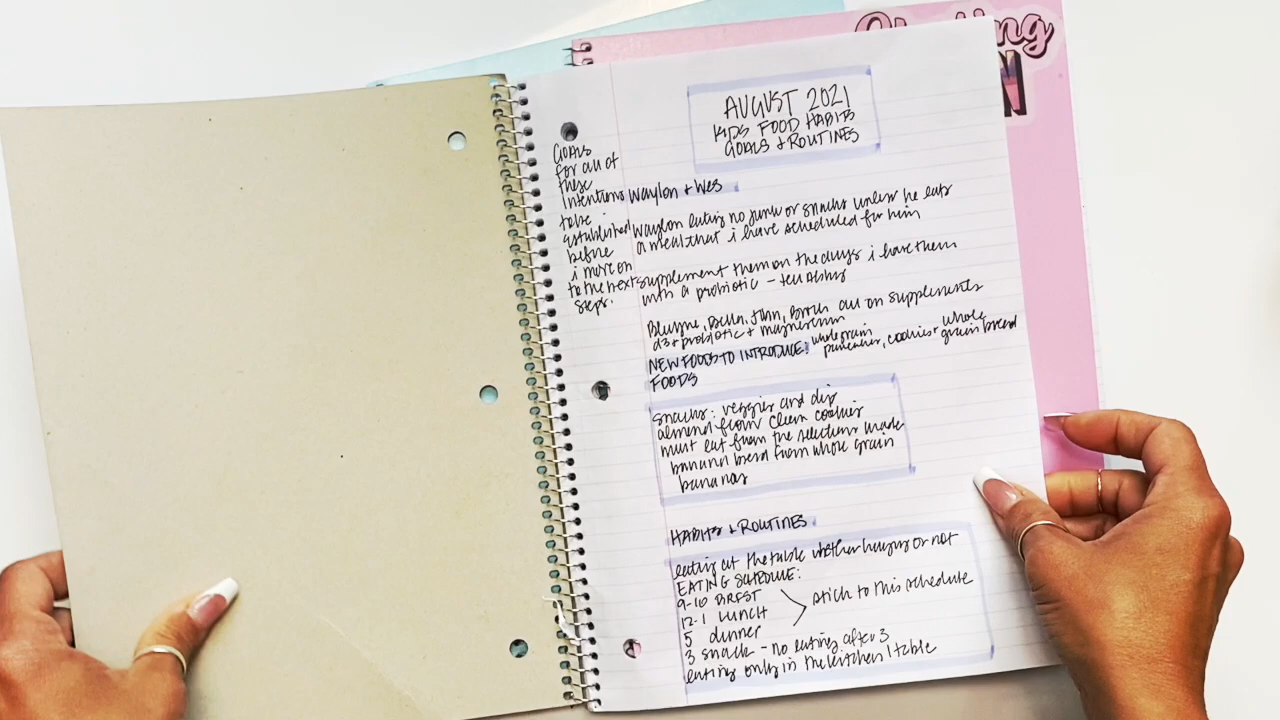 AUGUST 2021
KIDS FOOD HABITS
GOALS + ROUTINES
GOALS
for all of
these
Intentions
to be
established
before
i move on
to the next
steps.
Waylon + Wes
Waylon eating no junk or snacks unless he eats
a meal that i have scheduled for him
supplement them on the days i have them
with a probiotic - tell
Bella, all on supplements
d3 + probiotic + magnesium
NEW FOODS TO INTRODUCE: whole grain
pancakes, cookies + whole
grain bread
FOODS
snacks: veggies and dip
almond flour clean cookies
must eat from the selections made
banana bread from whole grain
bananas
HABITS + ROUTINES
eating at the table whether hungry or not
EATING SCHEDULE:
9-10 BRFST
12-1 LUNCH
5 dinner
stick to this schedule
3 snack - no eating after 3
eating only in the kitchen / table